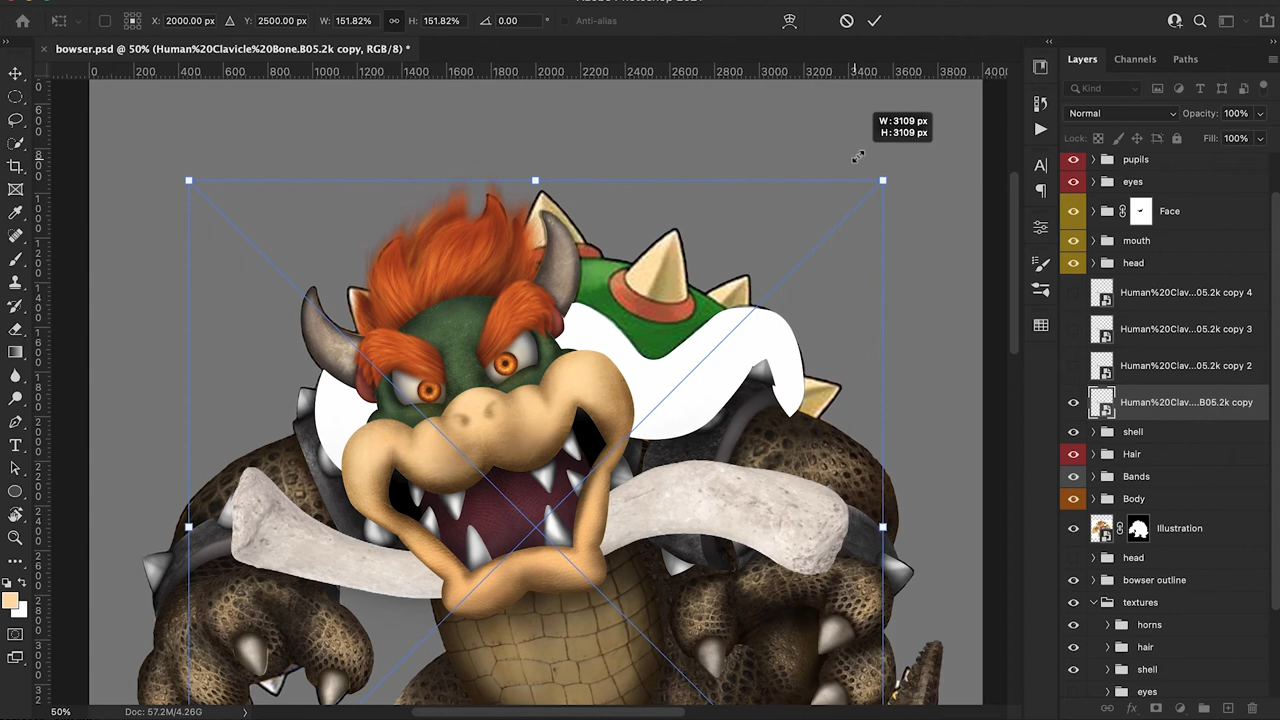 X: 2000.00 px Y: 2500.00 px W: 151.82% H: 151.82% 0.00 ° Anti-alias
× bowser.psd @ 50% (Human%20Clavicle%20Bone.B05.2k copy, RGB/8) *
0 200 400 600 800 1000 1200 1400 1600 1800 2000 2200 2400 2600 2800 3000 3200 3400 3600 3800 4000
W: 3109 px
H: 3109 px
Layers Channels Paths
Kind
Normal Opacity: 100%
Lock: Fill: 100%
pupils
eyes
Face
mouth
head
Human%20Clav...05.2k copy 4
Human%20Clav...05.2k copy 3
Human%20Clav...05.2k copy 2
Human%20Clav....B05.2k copy
shell
Hair
Bands
Body
Illustration
head
bowser outline
textures
horns
hair
shell
eyes
50% Doc: 57.2M/4.26G